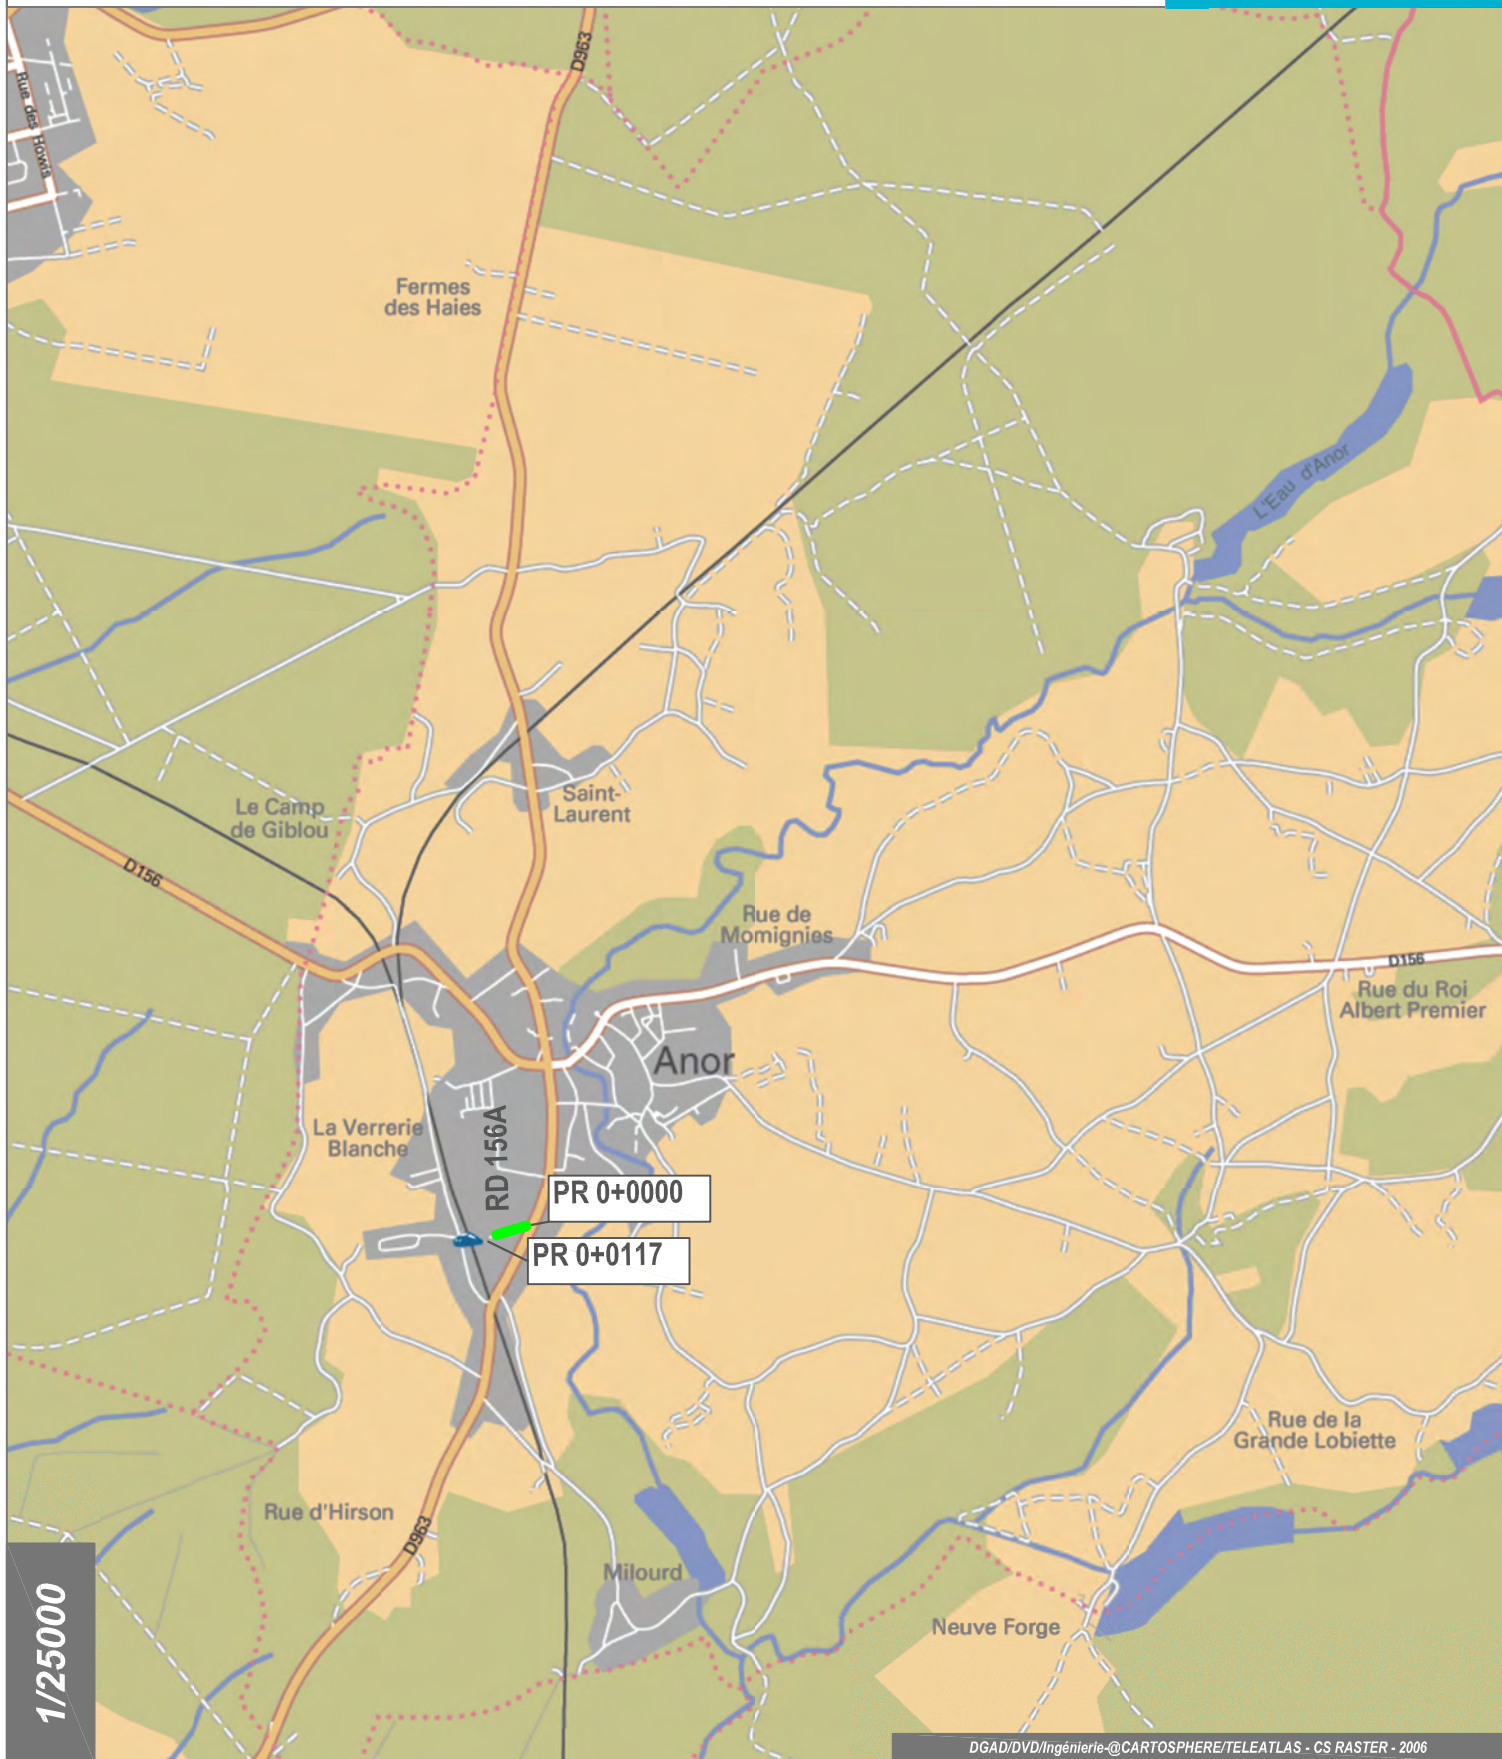 D963
Rue des Howis
Fermes
des Haies
L'Eau d'Anor
Saint-
Laurent
Le Camp
de Giblou
D156
Rue de
Momignies
D156
Rue du Roi
Albert Premier
Anor
La Verrerie
Blanche
RD 156A
PR 0+0000
PR 0+0117
Rue de la
Grande Lobiette
Rue d'Hirson
D963
Milourd
Neuve Forge
1/25000
DGAD/DVD/Ingénierie-@CARTOSPHERE/TELEATLAS - CS RASTER - 2006